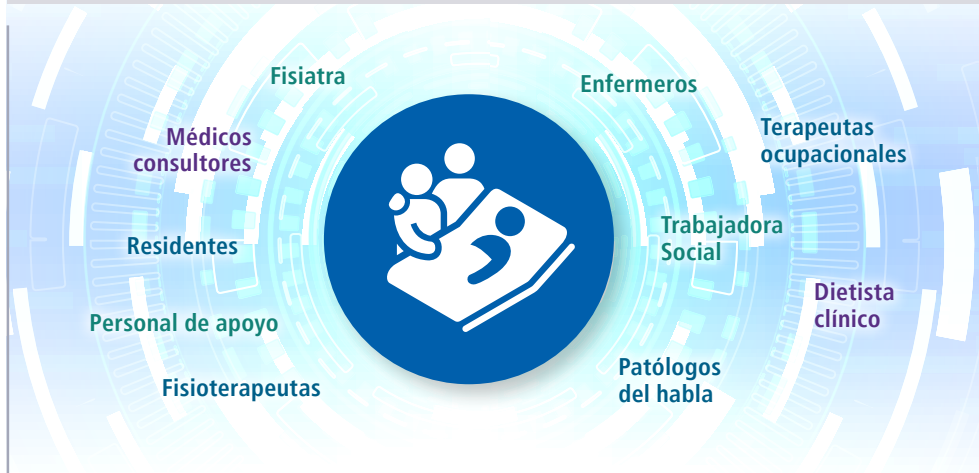 Fisiatra
Médicos
consultores
Residentes
Personal de apoyo
Fisioterapeutas
Enfermeros
Terapeutas
ocupacionales
Trabajadora
Social
Dietista
clínico
Patólogos
del habla